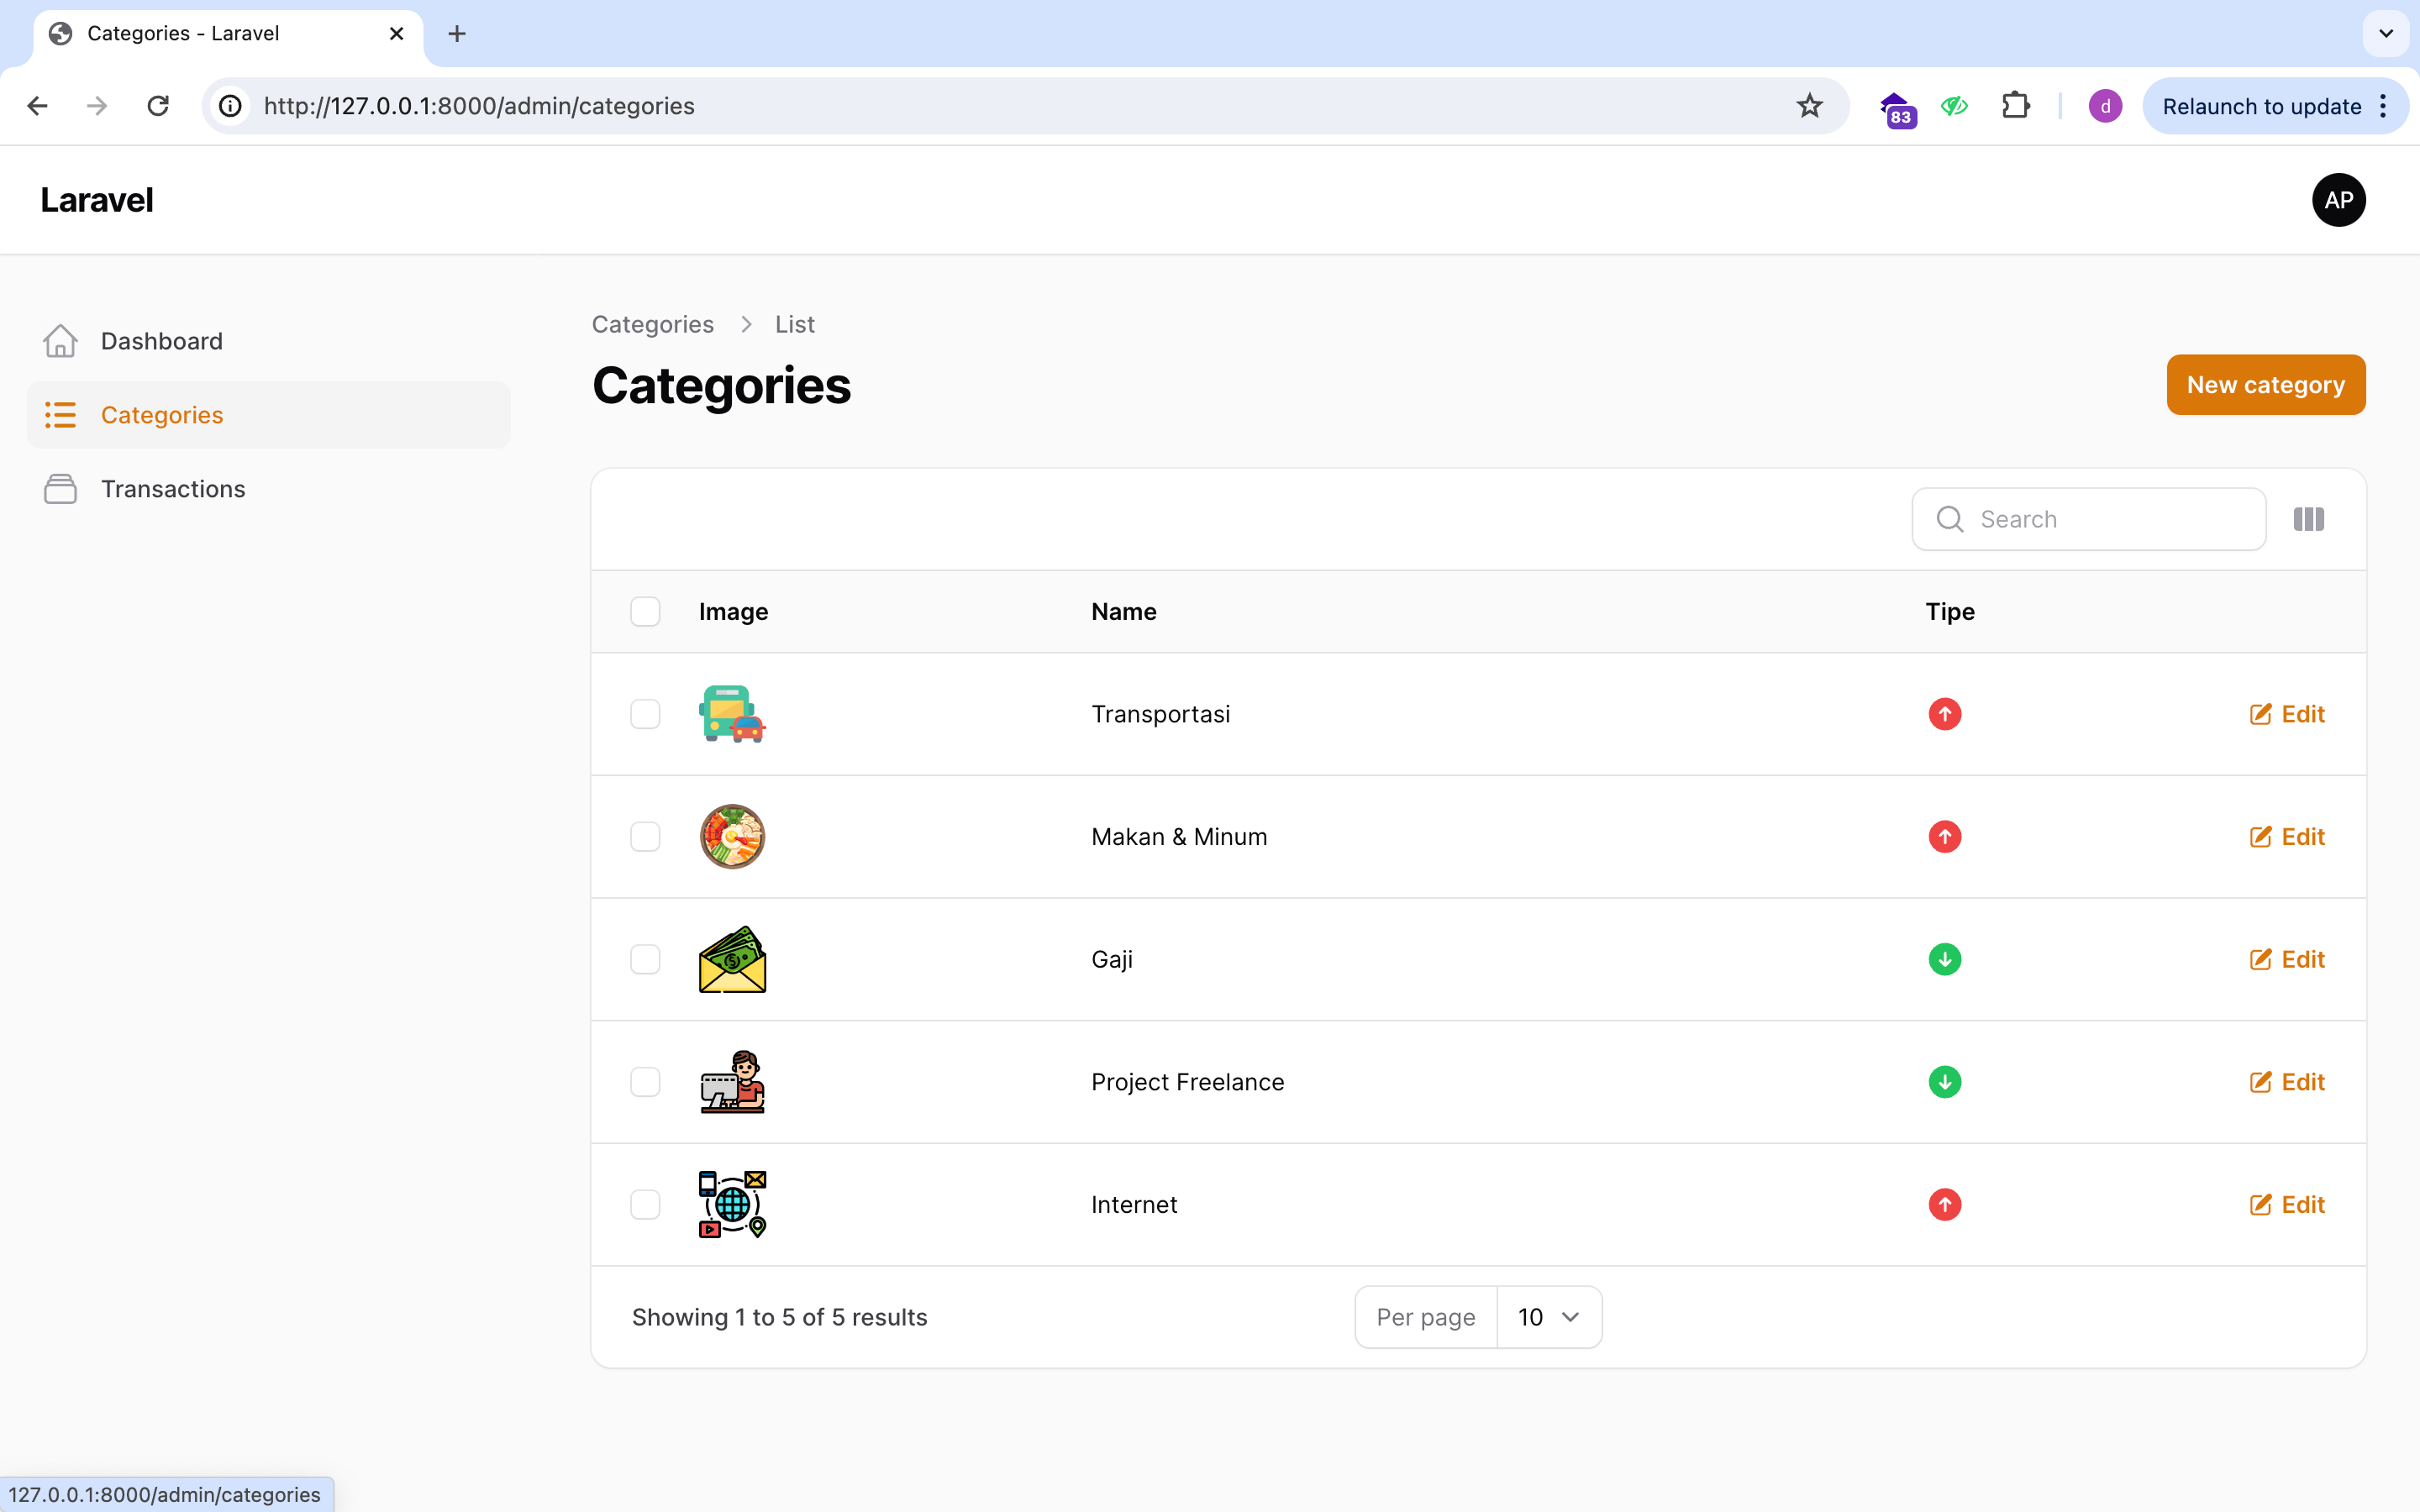 Categories - Laravel
http://127.0.0.1:8000/admin/categories
83
d
Relaunch to update
Laravel
AP
Dashboard
Categories
Transactions
Categories > List
Categories
New category
Search
Image Name Tipe
Transportasi Edit
Makan & Minum Edit
Gaji Edit
Project Freelance Edit
Internet Edit
Showing 1 to 5 of 5 results
Per page 10
127.0.0.1:8000/admin/categories